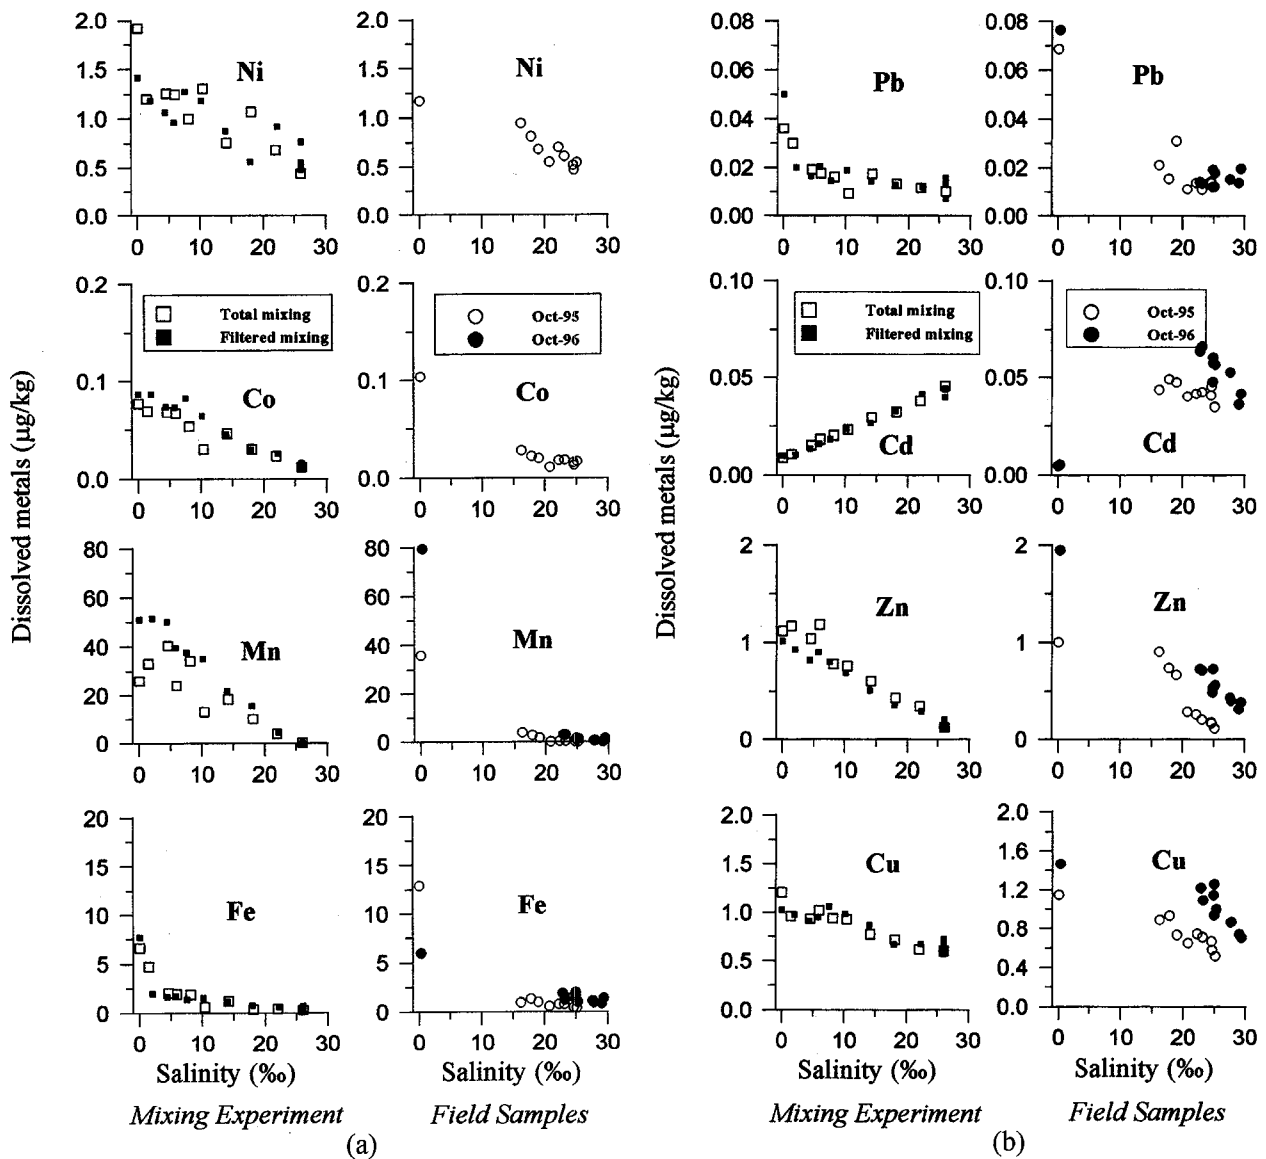 Dissolved metals (µg/kg)
2.0
1.5
1.0
0.5
0.0
0 10 20 30
Ni
2.0
1.5
1.0
0.5
0.0
0 10 20 30
Ni
0.2
0.1
0.0
0 10 20 30
Total mixing
Filtered mixing
Co
0.2
0.1
0.0
0 10 20 30
Oct-95
Oct-96
Co
80
60
40
20
0
0 10 20 30
Mn
80
60
40
20
0
0 10 20 30
Mn
20
15
10
5
0
0 10 20 30
Fe
Salinity (‰)
Mixing Experiment
20
15
10
5
0
0 10 20 30
Fe
Salinity (‰)
Field Samples
(a)
Dissolved metals (µg/kg)
0.08
0.06
0.04
0.02
0.00
0 10 20 30
Pb
0.08
0.06
0.04
0.02
0.00
0 10 20 30
Pb
0.10
0.05
0.00
0 10 20 30
Total mixing
Filtered mixing
Cd
0.10
0.05
0.00
0 10 20 30
Oct-95
Oct-96
Cd
2
1
0
0 10 20 30
Zn
2
1
0
0 10 20 30
Zn
2.0
1.5
1.0
0.5
0.0
0 10 20 30
Cu
Salinity (‰)
Mixing Experiment
2.0
1.6
1.2
0.8
0.4
0.0
0 10 20 30
Cu
Salinity (‰)
Field Samples
(b)